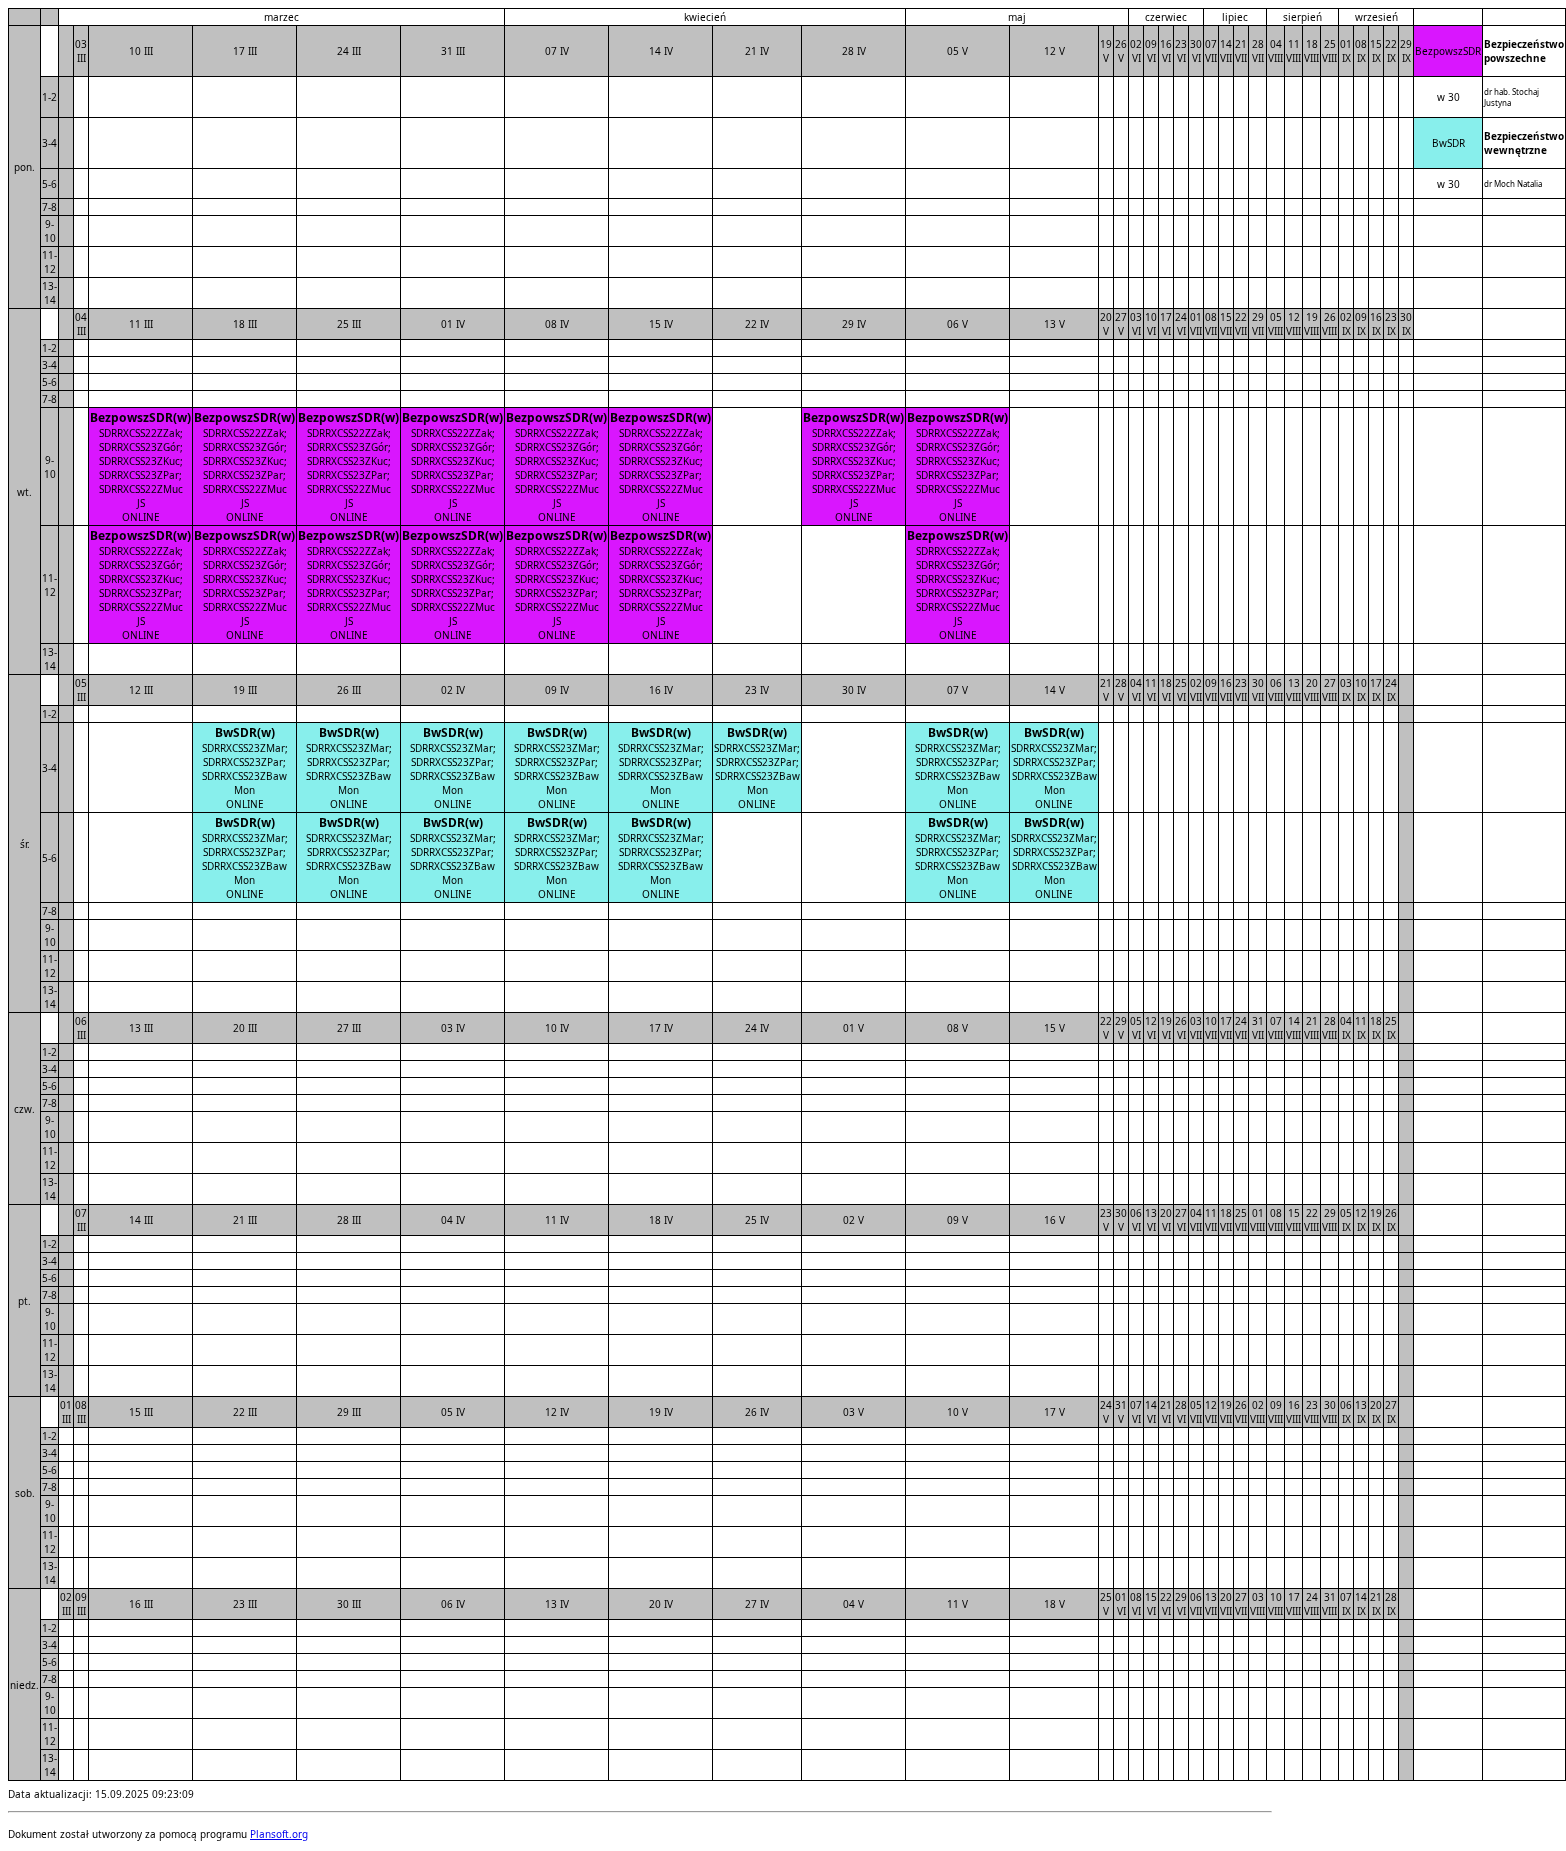 marzec kwiecień maj czerwiec lipiec sierpień wrzesień
pon. 03 III 10 III 17 III 24 III 31 III 07 IV 14 IV 21 IV 28 IV 05 V 12 V 19 V 26 V 02 VI 09 VI 16 VI 23 VI 30 VI 07 VII 14 VII 21 VII 28 VII 04 VIII 11 VIII 18 VIII 25 VIII 01 IX 08 IX 15 IX 22 IX 29 IX BezpowszSDR Bezpieczeństwo powszechne
1-2 w 30 dr hab. Stochaj Justyna
3-4 BwSDR Bezpieczeństwo wewnętrzne
5-6 w 30 dr Moch Natalia
7-8
9-10
11-12
13-14
wt. 04 III 11 III 18 III 25 III 01 IV 08 IV 15 IV 22 IV 29 IV 06 V 13 V 20 V 27 V 03 VI 10 VI 17 VI 24 VI 01 VII 08 VII 15 VII 22 VII 29 VII 05 VIII 12 VIII 19 VIII 26 VIII 02 IX 09 IX 16 IX 23 IX 30 IX
1-2
3-4
5-6
7-8
9-10
BezpowszSDR(w) BezpowszSDR(w) BezpowszSDR(w) BezpowszSDR(w) BezpowszSDR(w) BezpowszSDR(w) BezpowszSDR(w) BezpowszSDR(w)
SDRRXCSS22ZZak; SDRRXCSS22ZZak; SDRRXCSS22ZZak; SDRRXCSS22ZZak; SDRRXCSS22ZZak; SDRRXCSS22ZZak; SDRRXCSS22ZZak; SDRRXCSS22ZZak;
SDRRXCSS23ZGór; SDRRXCSS23ZGór; SDRRXCSS23ZGór; SDRRXCSS23ZGór; SDRRXCSS23ZGór; SDRRXCSS23ZGór; SDRRXCSS23ZGór; SDRRXCSS23ZGór;
SDRRXCSS23ZKuc; SDRRXCSS23ZKuc; SDRRXCSS23ZKuc; SDRRXCSS23ZKuc; SDRRXCSS23ZKuc; SDRRXCSS23ZKuc; SDRRXCSS23ZKuc; SDRRXCSS23ZKuc;
SDRRXCSS23ZPar; SDRRXCSS23ZPar; SDRRXCSS23ZPar; SDRRXCSS23ZPar; SDRRXCSS23ZPar; SDRRXCSS23ZPar; SDRRXCSS23ZPar; SDRRXCSS23ZPar;
SDRRXCSS22ZMuc SDRRXCSS22ZMuc SDRRXCSS22ZMuc SDRRXCSS22ZMuc SDRRXCSS22ZMuc SDRRXCSS22ZMuc SDRRXCSS22ZMuc SDRRXCSS22ZMuc
JS JS JS JS JS JS JS JS
ONLINE ONLINE ONLINE ONLINE ONLINE ONLINE ONLINE ONLINE
11-12
BezpowszSDR(w) BezpowszSDR(w) BezpowszSDR(w) BezpowszSDR(w) BezpowszSDR(w) BezpowszSDR(w) BezpowszSDR(w)
SDRRXCSS22ZZak; SDRRXCSS22ZZak; SDRRXCSS22ZZak; SDRRXCSS22ZZak; SDRRXCSS22ZZak; SDRRXCSS22ZZak; SDRRXCSS22ZZak;
SDRRXCSS23ZGór; SDRRXCSS23ZGór; SDRRXCSS23ZGór; SDRRXCSS23ZGór; SDRRXCSS23ZGór; SDRRXCSS23ZGór; SDRRXCSS23ZGór;
SDRRXCSS23ZKuc; SDRRXCSS23ZKuc; SDRRXCSS23ZKuc; SDRRXCSS23ZKuc; SDRRXCSS23ZKuc; SDRRXCSS23ZKuc; SDRRXCSS23ZKuc;
SDRRXCSS23ZPar; SDRRXCSS23ZPar; SDRRXCSS23ZPar; SDRRXCSS23ZPar; SDRRXCSS23ZPar; SDRRXCSS23ZPar; SDRRXCSS23ZPar;
SDRRXCSS22ZMuc SDRRXCSS22ZMuc SDRRXCSS22ZMuc SDRRXCSS22ZMuc SDRRXCSS22ZMuc SDRRXCSS22ZMuc SDRRXCSS22ZMuc
JS JS JS JS JS JS JS
ONLINE ONLINE ONLINE ONLINE ONLINE ONLINE ONLINE
13-14
śr. 05 III 12 III 19 III 26 III 02 IV 09 IV 16 IV 23 IV 30 IV 07 V 14 V 21 V 28 V 04 VI 11 VI 18 VI 25 VI 02 VII 09 VII 16 VII 23 VII 30 VII 06 VIII 13 VIII 20 VIII 27 VIII 03 IX 10 IX 17 IX 24 IX
1-2
3-4
BwSDR(w) BwSDR(w) BwSDR(w) BwSDR(w) BwSDR(w) BwSDR(w) BwSDR(w) BwSDR(w)
SDRRXCSS23ZMar; SDRRXCSS23ZMar; SDRRXCSS23ZMar; SDRRXCSS23ZMar; SDRRXCSS23ZMar; SDRRXCSS23ZMar; SDRRXCSS23ZMar; SDRRXCSS23ZMar;
SDRRXCSS23ZPar; SDRRXCSS23ZPar; SDRRXCSS23ZPar; SDRRXCSS23ZPar; SDRRXCSS23ZPar; SDRRXCSS23ZPar; SDRRXCSS23ZPar; SDRRXCSS23ZPar;
SDRRXCSS23ZBaw SDRRXCSS23ZBaw SDRRXCSS23ZBaw SDRRXCSS23ZBaw SDRRXCSS23ZBaw SDRRXCSS23ZBaw SDRRXCSS23ZBaw SDRRXCSS23ZBaw
Mon Mon Mon Mon Mon Mon Mon Mon
ONLINE ONLINE ONLINE ONLINE ONLINE ONLINE ONLINE ONLINE
5-6
BwSDR(w) BwSDR(w) BwSDR(w) BwSDR(w) BwSDR(w) BwSDR(w) BwSDR(w)
SDRRXCSS23ZMar; SDRRXCSS23ZMar; SDRRXCSS23ZMar; SDRRXCSS23ZMar; SDRRXCSS23ZMar; SDRRXCSS23ZMar; SDRRXCSS23ZMar;
SDRRXCSS23ZPar; SDRRXCSS23ZPar; SDRRXCSS23ZPar; SDRRXCSS23ZPar; SDRRXCSS23ZPar; SDRRXCSS23ZPar; SDRRXCSS23ZPar;
SDRRXCSS23ZBaw SDRRXCSS23ZBaw SDRRXCSS23ZBaw SDRRXCSS23ZBaw SDRRXCSS23ZBaw SDRRXCSS23ZBaw SDRRXCSS23ZBaw
Mon Mon Mon Mon Mon Mon Mon
ONLINE ONLINE ONLINE ONLINE ONLINE ONLINE ONLINE
7-8
9-10
11-12
13-14
czw. 06 III 13 III 20 III 27 III 03 IV 10 IV 17 IV 24 IV 01 V 08 V 15 V 22 V 29 V 05 VI 12 VI 19 VI 26 VI 03 VII 10 VII 17 VII 24 VII 31 VII 07 VIII 14 VIII 21 VIII 28 VIII 04 IX 11 IX 18 IX 25 IX
1-2
3-4
5-6
7-8
9-10
11-12
13-14
pt. 07 III 14 III 21 III 28 III 04 IV 11 IV 18 IV 25 IV 02 V 09 V 16 V 23 V 30 V 06 VI 13 VI 20 VI 27 VI 04 VII 11 VII 18 VII 25 VII 01 VIII 08 VIII 15 VIII 22 VIII 29 VIII 05 IX 12 IX 19 IX 26 IX
1-2
3-4
5-6
7-8
9-10
11-12
13-14
sob. 01 III 08 III 15 III 22 III 29 III 05 IV 12 IV 19 IV 26 IV 03 V 10 V 17 V 24 V 31 V 07 VI 14 VI 21 VI 28 VI 05 VII 12 VII 19 VII 26 VII 02 VIII 09 VIII 16 VIII 23 VIII 30 VIII 06 IX 13 IX 20 IX 27 IX
1-2
3-4
5-6
7-8
9-10
11-12
13-14
niedz. 02 III 09 III 16 III 23 III 30 III 06 IV 13 IV 20 IV 27 IV 04 V 11 V 18 V 25 V 01 VI 08 VI 15 VI 22 VI 29 VI 06 VII 13 VII 20 VII 27 VII 03 VIII 10 VIII 17 VIII 24 VIII 31 VIII 07 IX 14 IX 21 IX 28 IX
1-2
3-4
5-6
7-8
9-10
11-12
13-14
Data aktualizacji: 15.09.2025 09:23:09
Dokument został utworzony za pomocą programu Plansoft.org